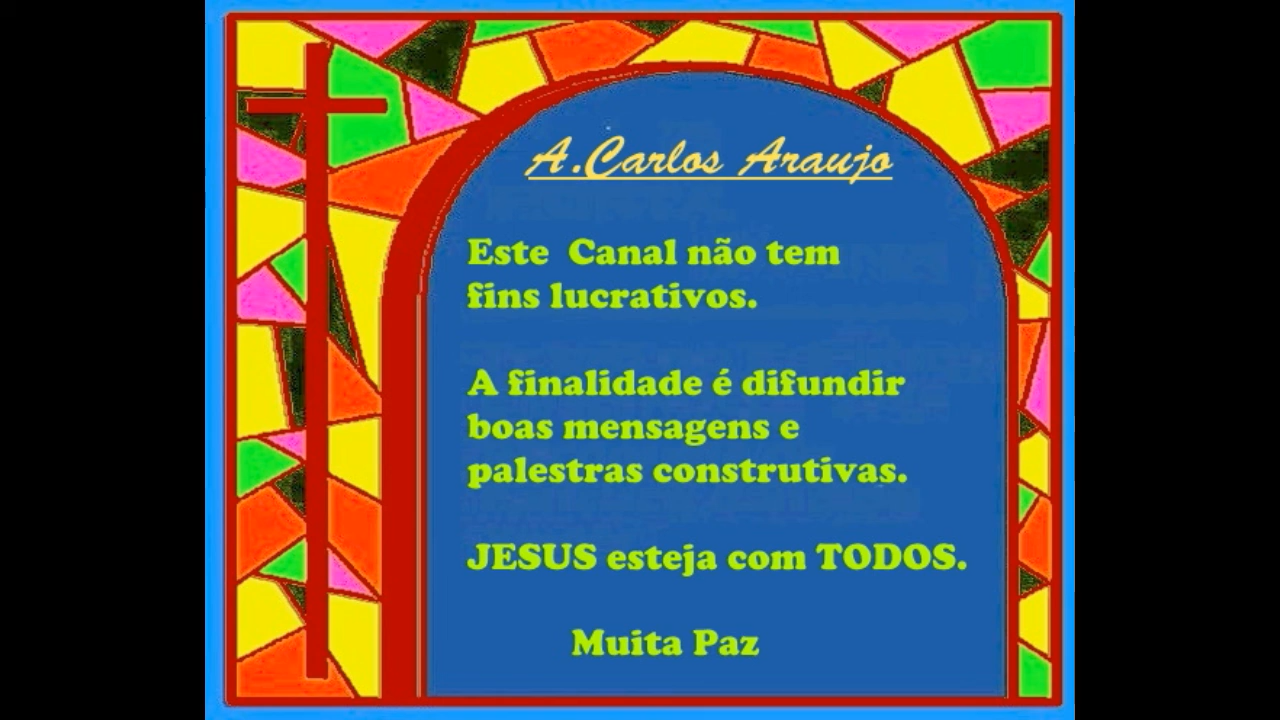 A.Carlos Araujo
Este Canal não tem
fins lucrativos.
A finalidade é difundir
boas mensagens e
palestras construtivas.
JESUS esteja com TODOS.
Muita Paz